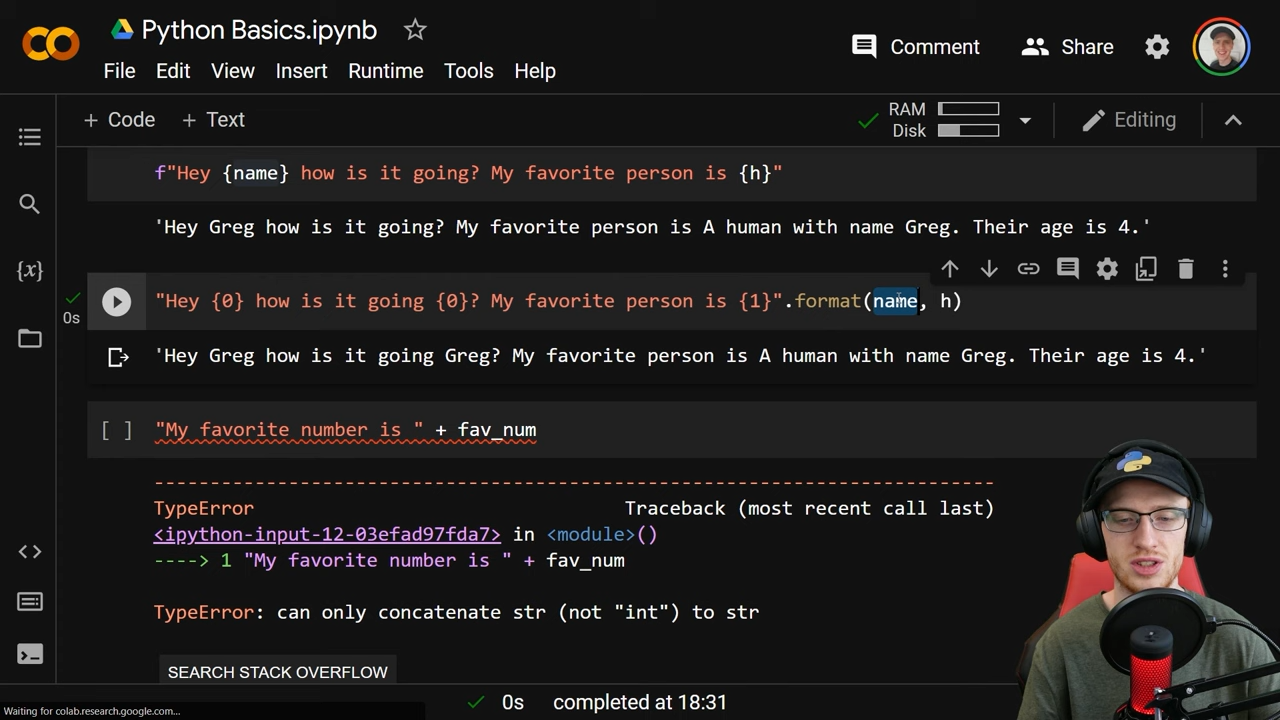 Python Basics.ipynb
Comment
Share
File Edit View Insert Runtime Tools Help
+ Code + Text
RAM
Disk
Editing
f"Hey {name} how is it going? My favorite person is {h}"
'Hey Greg how is it going? My favorite person is A human with name Greg. Their age is 4.'
{x}
"Hey {0} how is it going {0}? My favorite person is {1}".format(name, h)
0s
'Hey Greg how is it going Greg? My favorite person is A human with name Greg. Their age is 4.'
[ ] "My favorite number is " + fav_num
---------------------------------------------------------------------------
TypeError Traceback (most recent call last)
<ipython-input-12-03efad97fda7> in <module>()
----> 1 "My favorite number is " + fav_num
TypeError: can only concatenate str (not "int") to str
SEARCH STACK OVERFLOW
0s completed at 18:31
Waiting for colab.research.google.com...